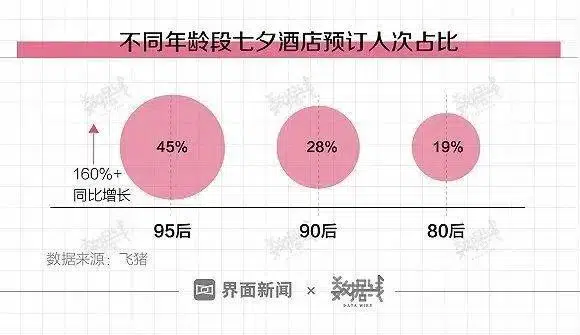 不同年龄段七夕酒店预订人次占比
45%
28%
19%
160%+
同比增长
95后
90后
80后
数据来源：飞猪
界面新闻 × 数据线
DATA WIRE